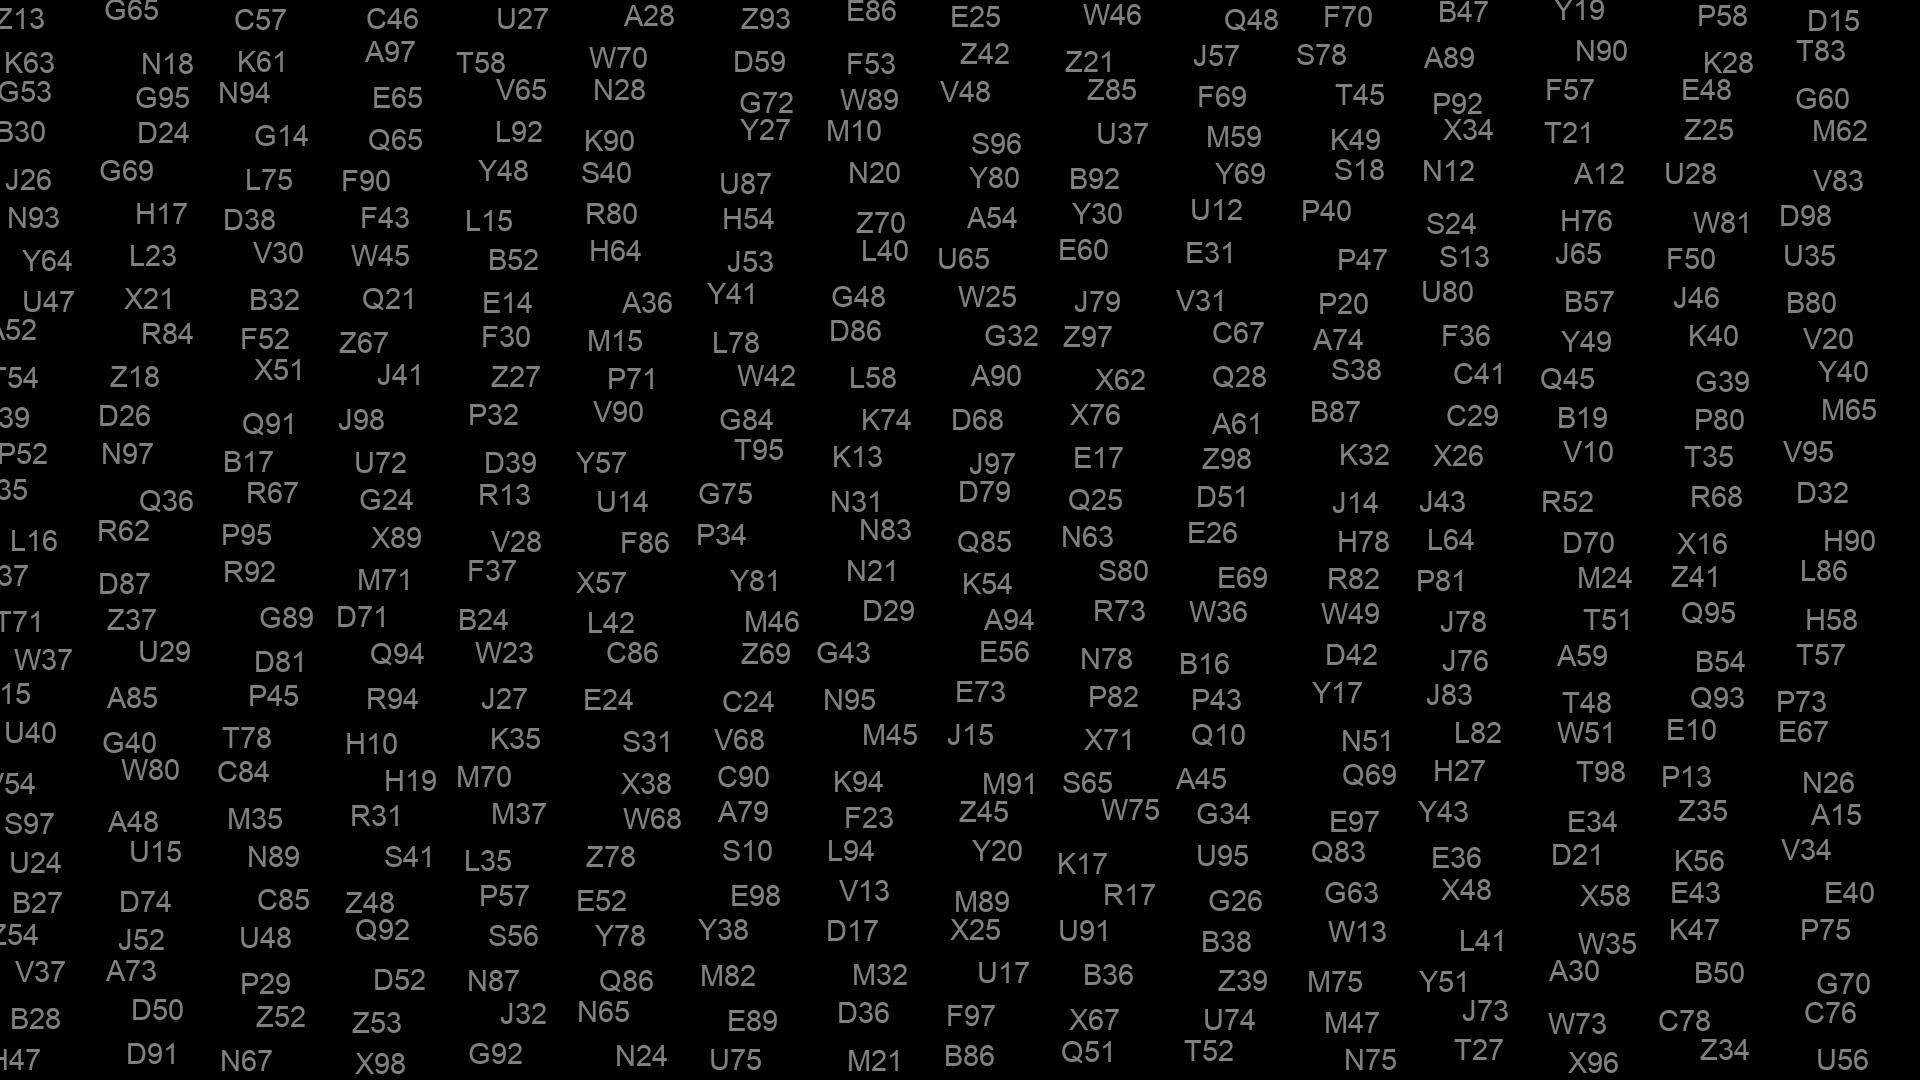 Z13 G65 C57 C46 U27 A28 Z93 E86 E25 W46 Q48 F70 B47 Y19 P58 D15
K63 N18 K61 A97 T58 W70 D59 F53 Z42 Z21 J57 S78 A89 N90 K28 T83
G53 G95 N94 E65 V65 N28 G72 W89 V48 Z85 F69 T45 P92 F57 E48 G60
B30 D24 G14 Q65 L92 K90 Y27 M10 S96 U37 M59 K49 X34 T21 Z25 M62
J26 G69 L75 F90 Y48 S40 U87 N20 Y80 B92 Y69 S18 N12 A12 U28 V83
N93 H17 D38 F43 L15 R80 H54 Z70 A54 Y30 U12 P40 S24 H76 W81 D98
Y64 L23 V30 W45 B52 H64 J53 L40 U65 E60 E31 P47 S13 J65 F50 U35
U47 X21 B32 Q21 E14 A36 Y41 G48 W25 J79 V31 P20 U80 B57 J46 B80
A52 R84 F52 Z67 F30 M15 L78 D86 G32 Z97 C67 A74 F36 Y49 K40 V20
T54 Z18 X51 J41 Z27 P71 W42 L58 A90 X62 Q28 S38 C41 Q45 G39 Y40
39 D26 Q91 J98 P32 V90 G84 K74 D68 X76 A61 B87 C29 B19 P80 M65
P52 N97 B17 U72 D39 Y57 T95 K13 J97 E17 Z98 K32 X26 V10 T35 V95
35 Q36 R67 G24 R13 U14 G75 N31 D79 Q25 D51 J14 J43 R52 R68 D32
L16 R62 P95 X89 V28 F86 P34 N83 Q85 N63 E26 H78 L64 D70 X16 H90
37 D87 R92 M71 F37 X57 Y81 N21 K54 S80 E69 R82 P81 M24 Z41 L86
T71 Z37 G89 D71 B24 L42 M46 D29 A94 R73 W36 W49 J78 T51 Q95 H58
W37 U29 D81 Q94 W23 C86 Z69 G43 E56 N78 B16 D42 J76 A59 B54 T57
15 A85 P45 R94 J27 E24 C24 N95 E73 P82 P43 Y17 J83 T48 Q93 P73
U40 G40 T78 H10 K35 S31 V68 M45 J15 X71 Q10 N51 L82 W51 E10 E67
54 W80 C84 H19 M70 X38 C90 K94 M91 S65 A45 Q69 H27 T98 P13 N26
S97 A48 M35 R31 M37 W68 A79 F23 Z45 W75 G34 E97 Y43 E34 Z35 A15
U24 U15 N89 S41 L35 Z78 S10 L94 Y20 K17 U95 Q83 E36 D21 K56 V34
B27 D74 C85 Z48 P57 E52 E98 V13 M89 R17 G26 G63 X48 X58 E43 E40
Z54 J52 U48 Q92 S56 Y78 Y38 D17 X25 U91 B38 W13 L41 W35 K47 P75
V37 A73 P29 D52 N87 Q86 M82 M32 U17 B36 Z39 M75 Y51 A30 B50 G70
B28 D50 Z52 Z53 J32 N65 E89 D36 F97 X67 U74 M47 J73 W73 C78 C76
H47 D91 N67 X98 G92 N24 U75 M21 B86 Q51 T52 N75 T27 X96 Z34 U56